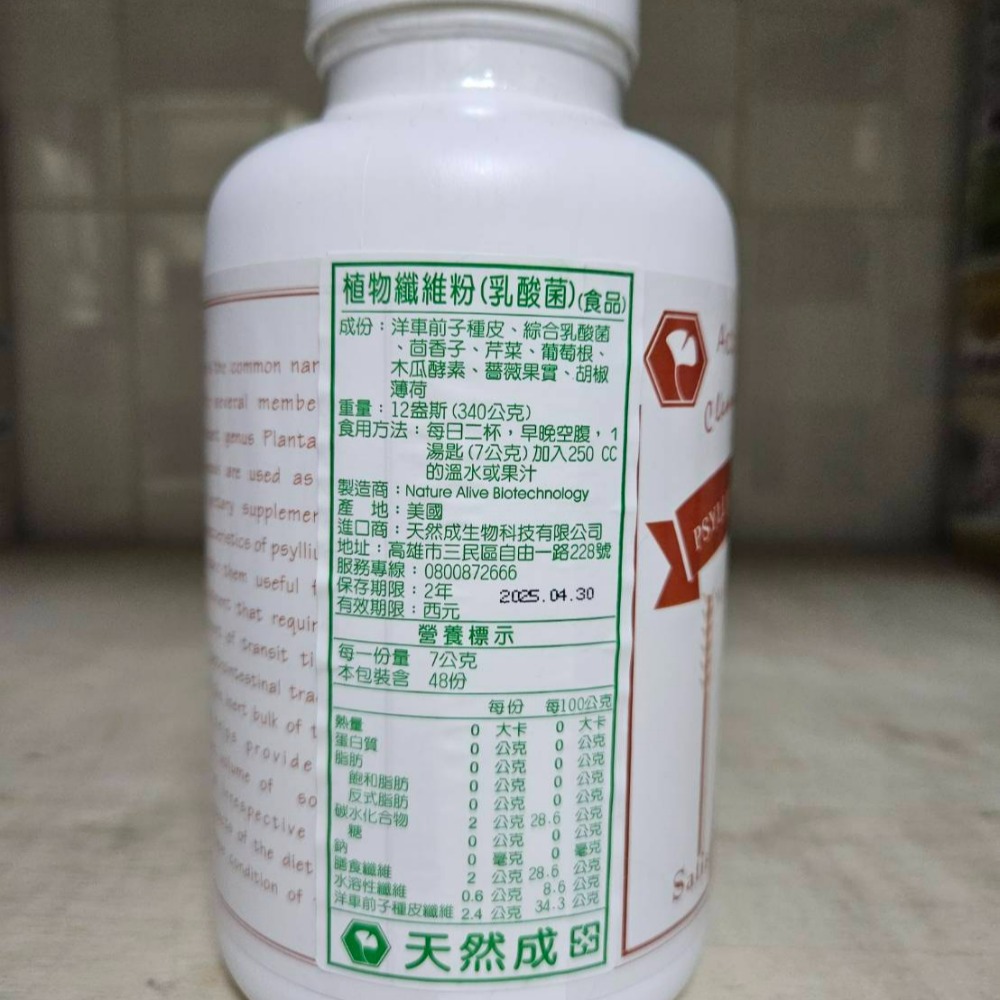 植物纖維粉(乳酸菌)(食品)
成份：洋車前子種皮、綜合乳酸菌
、茴香子、芹菜、葡萄根、
木瓜酵素、薔薇果實、胡椒
薄荷
重量：12盎斯(340公克)
食用方法：每日二杯，早晚空腹，1
湯匙(7公克)加入250 CC
的溫水或果汁
製造商：Nature Alive Biotechnology
產　地：美國
進口商：天然成生物科技有限公司
地址：高雄市三民區自由一路228號
服務專線：0800872666
保存期限：2年
有效期限：西元 2025.04.30
營養標示
每一份量 7公克
本包裝含 48份
每份 每100公克
熱量 0 大卡 0 大卡
蛋白質 0 公克 0 公克
脂肪 0 公克 0 公克
飽和脂肪 0 公克 0 公克
反式脂肪 0 公克 0 公克
碳水化合物 2 公克 28.6 公克
糖 0 公克 0 公克
鈉 0 毫克 0 毫克
膳食纖維 2 公克 28.6 公克
水溶性纖維 0.6 公克 8.6 公克
洋車前子種皮纖維 2.4 公克 34.3 公克
天然成
common nar
several membe
genus Planta
are used as
supplemen
of psylliu
them useful
that requir
of transit ti
tra
bulk of t
provide
of so
of the diet
condition of
PSYLL